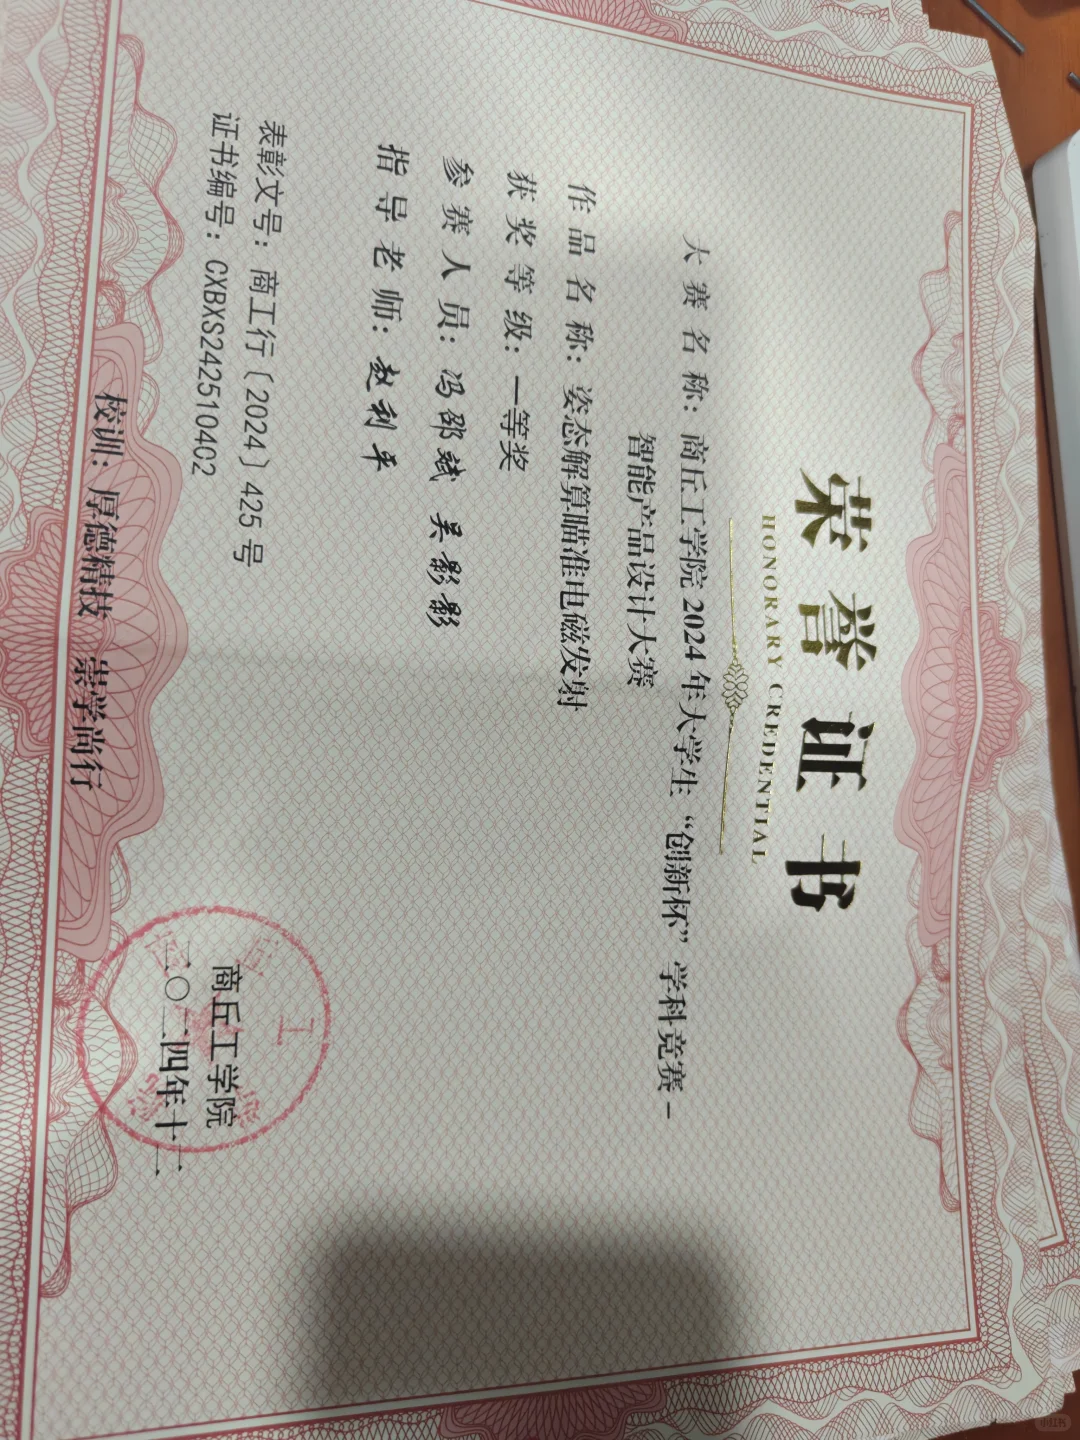 荣誉证书
HONORARY CREDENTIAL
大赛名称：商丘工学院2024年大学生“创新杯”学科竞赛-
智能产品设计大赛
作品名称：姿态解算瞄准电磁发射
获奖等级：一等奖
参赛人员：冯邵斌 吴影影
指导老师：赵利平
表彰文号：商工行〔2024〕425号
证书编号：CXBXS242510402
商丘工学院
二〇二四年十二
校训：厚德精技 崇学尚行